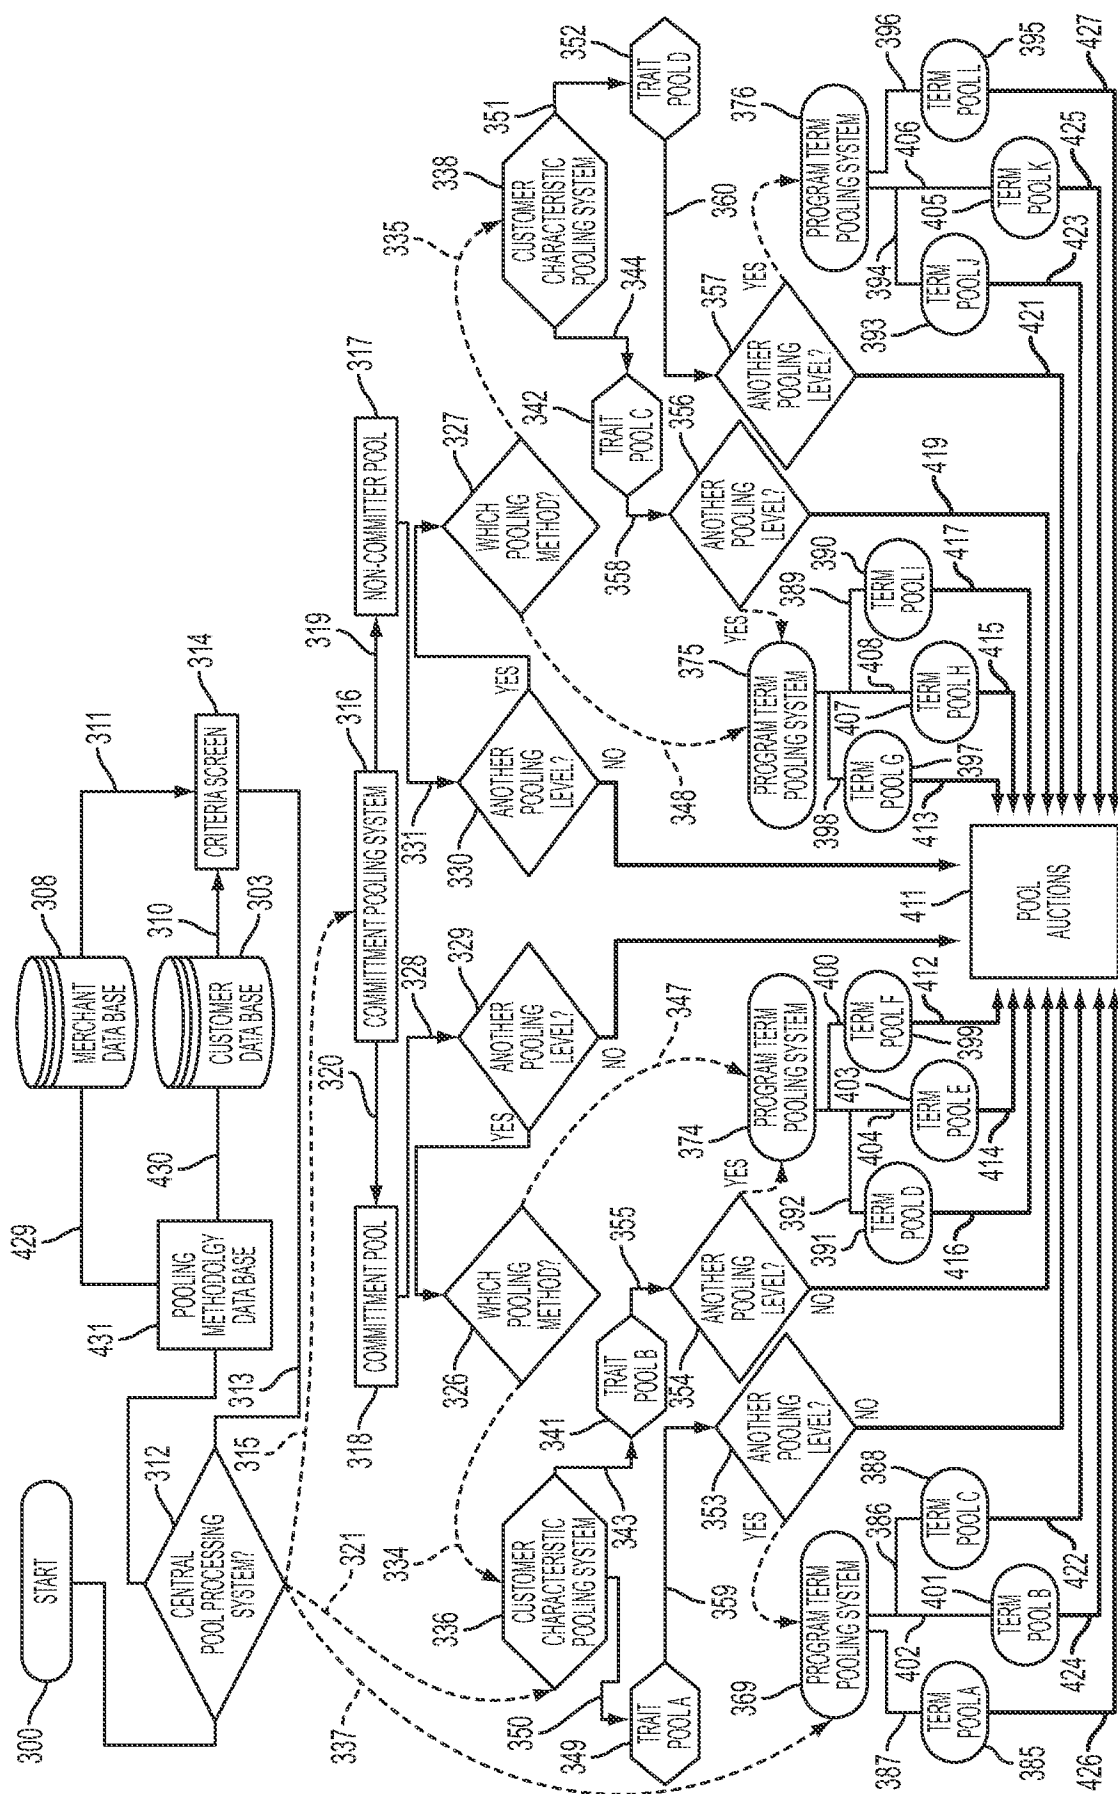 START
300
CENTRAL
POOL PROCESSING
SYSTEM?
312
POOLING
METHODOLGY
DATA BASE
431
429
430
MERCHANT
DATA BASE
308
CUSTOMER
DATA BASE
303
310
311
CRITERIA SCREEN
314
313
315
321
337
COMMITTMENT PENT POOLING SYSTEM
316
320
319
COMMITTMENT POOL
318
NON-COMMITTER POOL
317
328
331
ANOTHER
POOLING
LEVEL?
329
YES
NO
ANOTHER
POOLING
LEVEL?
330
YES
NO
WHICH
POOLING
METHOD?
326
WHICH
POOLING
METHOD?
327
334
347
348
335
CUSTOMER
CHARACTERISTIC
POOLING SYSTEM
336
CUSTOMER
CHARACTERISTIC
POOLING SYSTEM
338
350
343
344
351
TRAIT
POOL A
349
TRAIT
POOL B
341
TRAIT
POOL C
342
TRAIT
POOL D
352
359
355
358
360
ANOTHER
POOLING
LEVEL?
353
YES
NO
ANOTHER
POOLING
LEVEL?
354
YES
NO
ANOTHER
POOLING
LEVEL?
356
YES
ANOTHER
POOLING
LEVEL?
357
YES
PROGRAM TERM
POOLING SYSTEM
369
PROGRAM TERM
POOLING SYSTEM
374
PROGRAM TERM
POOLING SYSTEM
375
PROGRAM TERM
POOLING SYSTEM
376
387
402
386
392
404
400
398
408
389
394
406
396
TERM
POOL A
385
TERM
POOL B
401
TERM
POOL C
388
TERM
POOL D
391
TERM
POOL E
403
TERM
POOL F
399
TERM
POOL G
397
TERM
POOL H
407
TERM
POOL I
390
TERM
POOL J
393
TERM
POOL K
405
TERM
POOL L
395
426
424
422
416
414
412
413
415
417
419
421
423
425
427
POOL
AUCTIONS
411